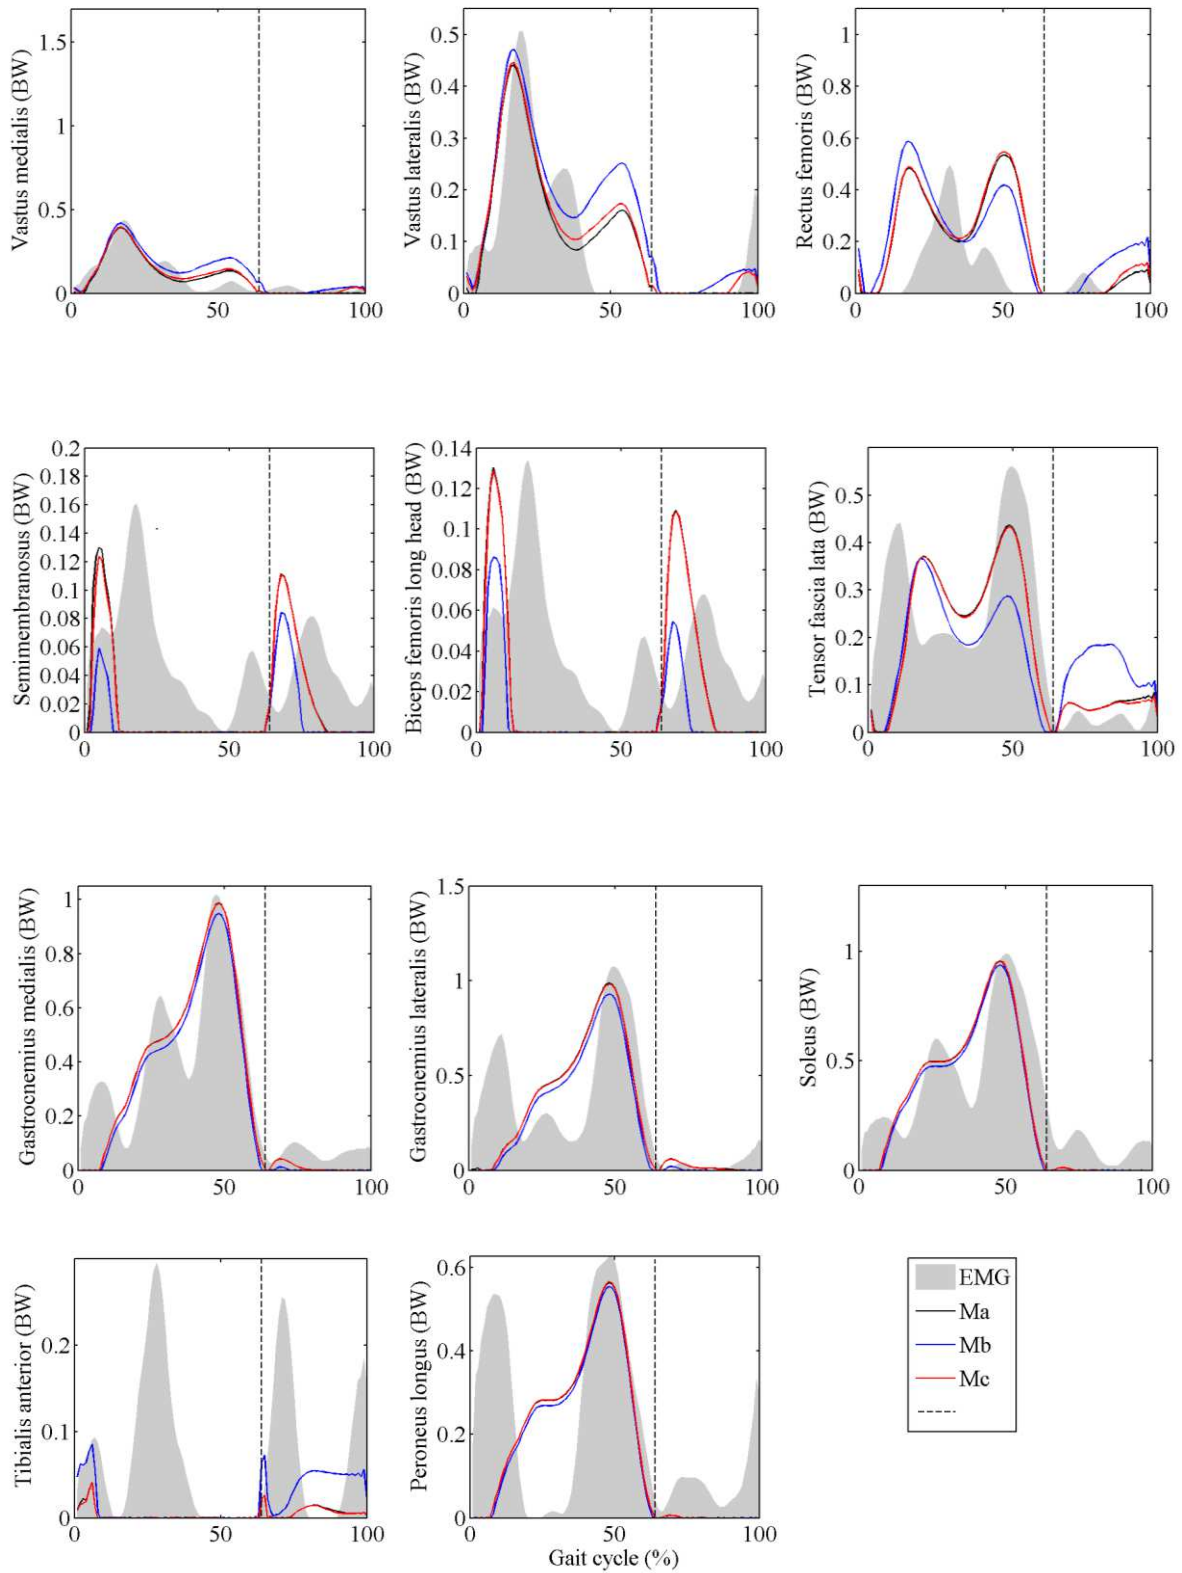 Vastus medialis (BW)
1.5
1
0.5
0
0 50 100
Vastus lateralis (BW)
0.5
0.4
0.3
0.2
0.1
0
0 50 100
Rectus femoris (BW)
1
0.8
0.6
0.4
0.2
0
0 50 100
Semimembranosus (BW)
0.2
0.18
0.16
0.14
0.12
0.1
0.08
0.06
0.04
0.02
0
0 50 100
Biceps femoris long head (BW)
0.14
0.12
0.1
0.08
0.06
0.04
0.02
0
0 50 100
Tensor fascia lata (BW)
0.5
0.4
0.3
0.2
0.1
0
0 50 100
Gastrocnemius medialis (BW)
1
0.8
0.6
0.4
0.2
0
0 50 100
Gastrocnemius lateralis (BW)
1.5
1
0.5
0
0 50 100
Soleus (BW)
1
0.5
0
0 50 100
Tibialis anterior (BW)
0.2
0.1
0
0 50 100
Peroneus longus (BW)
0.6
0.4
0.2
0
0 50 100
Gait cycle (%)
EMG
Ma
Mb
Mc